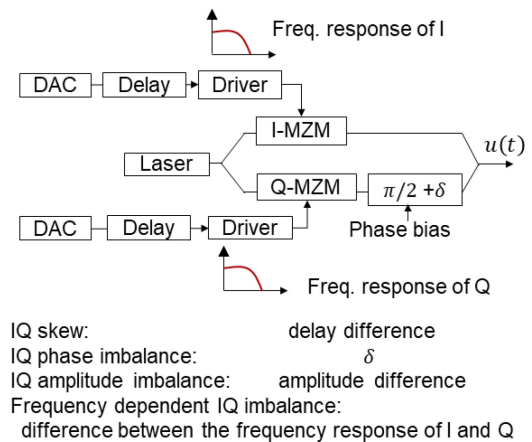 Freq. response of I
DAC
Delay
Driver
I-MZM
u(t)
Laser
Q-MZM
π/2 +δ
DAC
Delay
Driver
Phase bias
Freq. response of Q
IQ skew: delay difference
IQ phase imbalance: δ
IQ amplitude imbalance: amplitude difference
Frequency dependent IQ imbalance:
difference between the frequency response of I and Q